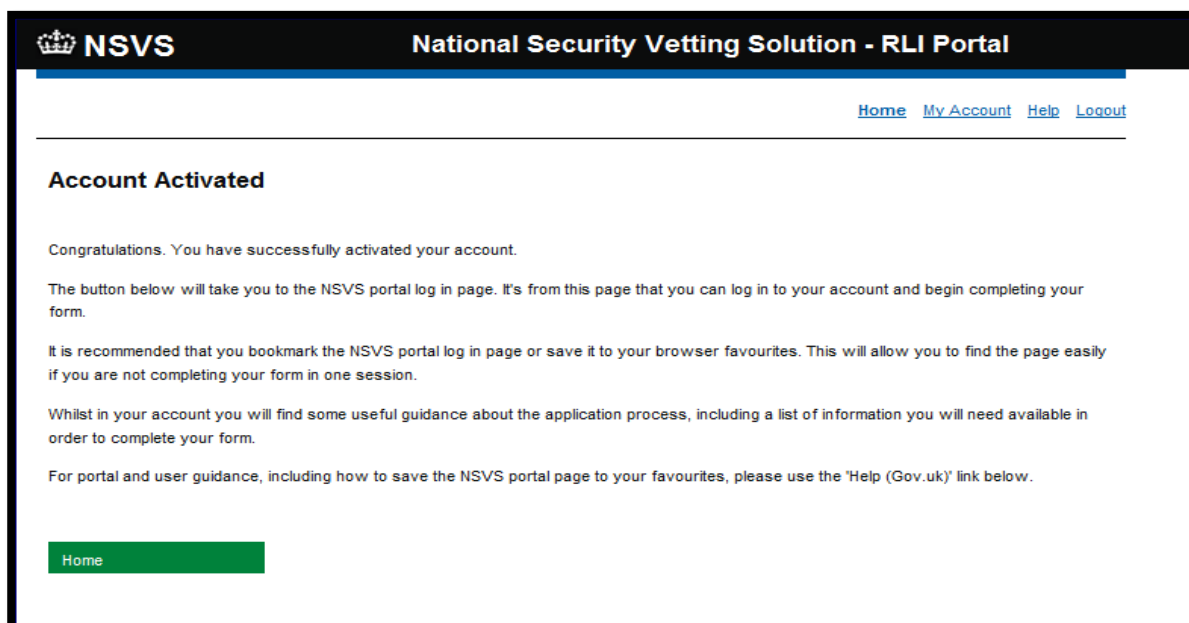 NSVS National Security Vetting Solution - RLI Portal
Home My Account Help Logout
Account Activated
Congratulations. You have successfully activated your account.
The button below will take you to the NSVS portal log in page. It's from this page that you can log in to your account and begin completing your
form.
It is recommended that you bookmark the NSVS portal log in page or save it to your browser favourites. This will allow you to find the page easily
if you are not completing your form in one session.
Whilst in your account you will find some useful guidance about the application process, including a list of information you will need available in
order to complete your form.
For portal and user guidance, including how to save the NSVS portal page to your favourites, please use the 'Help (Gov.uk)' link below.
Home